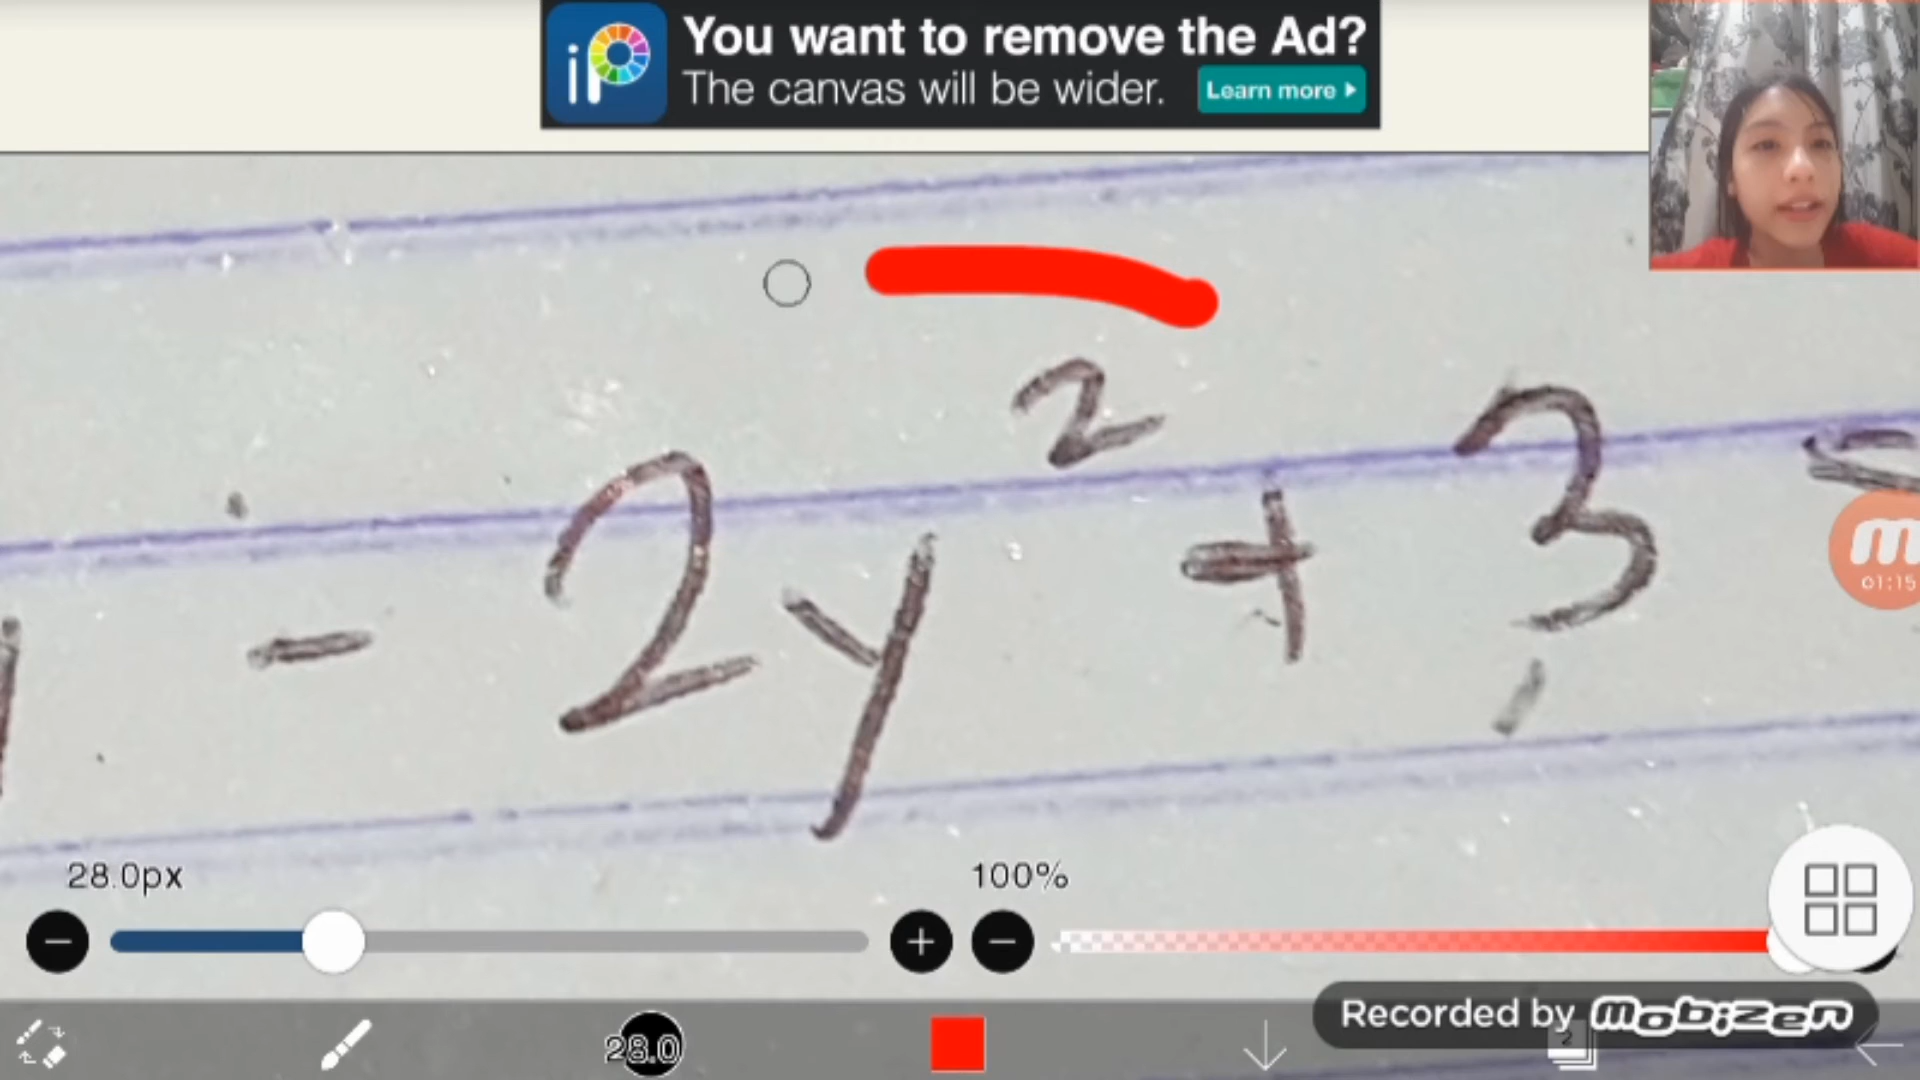 You want to remove the Ad?
The canvas will be wider.
Learn more
- 2y² + 3
01:15
28.0px
100%
28.0
2
Recorded by mobizen